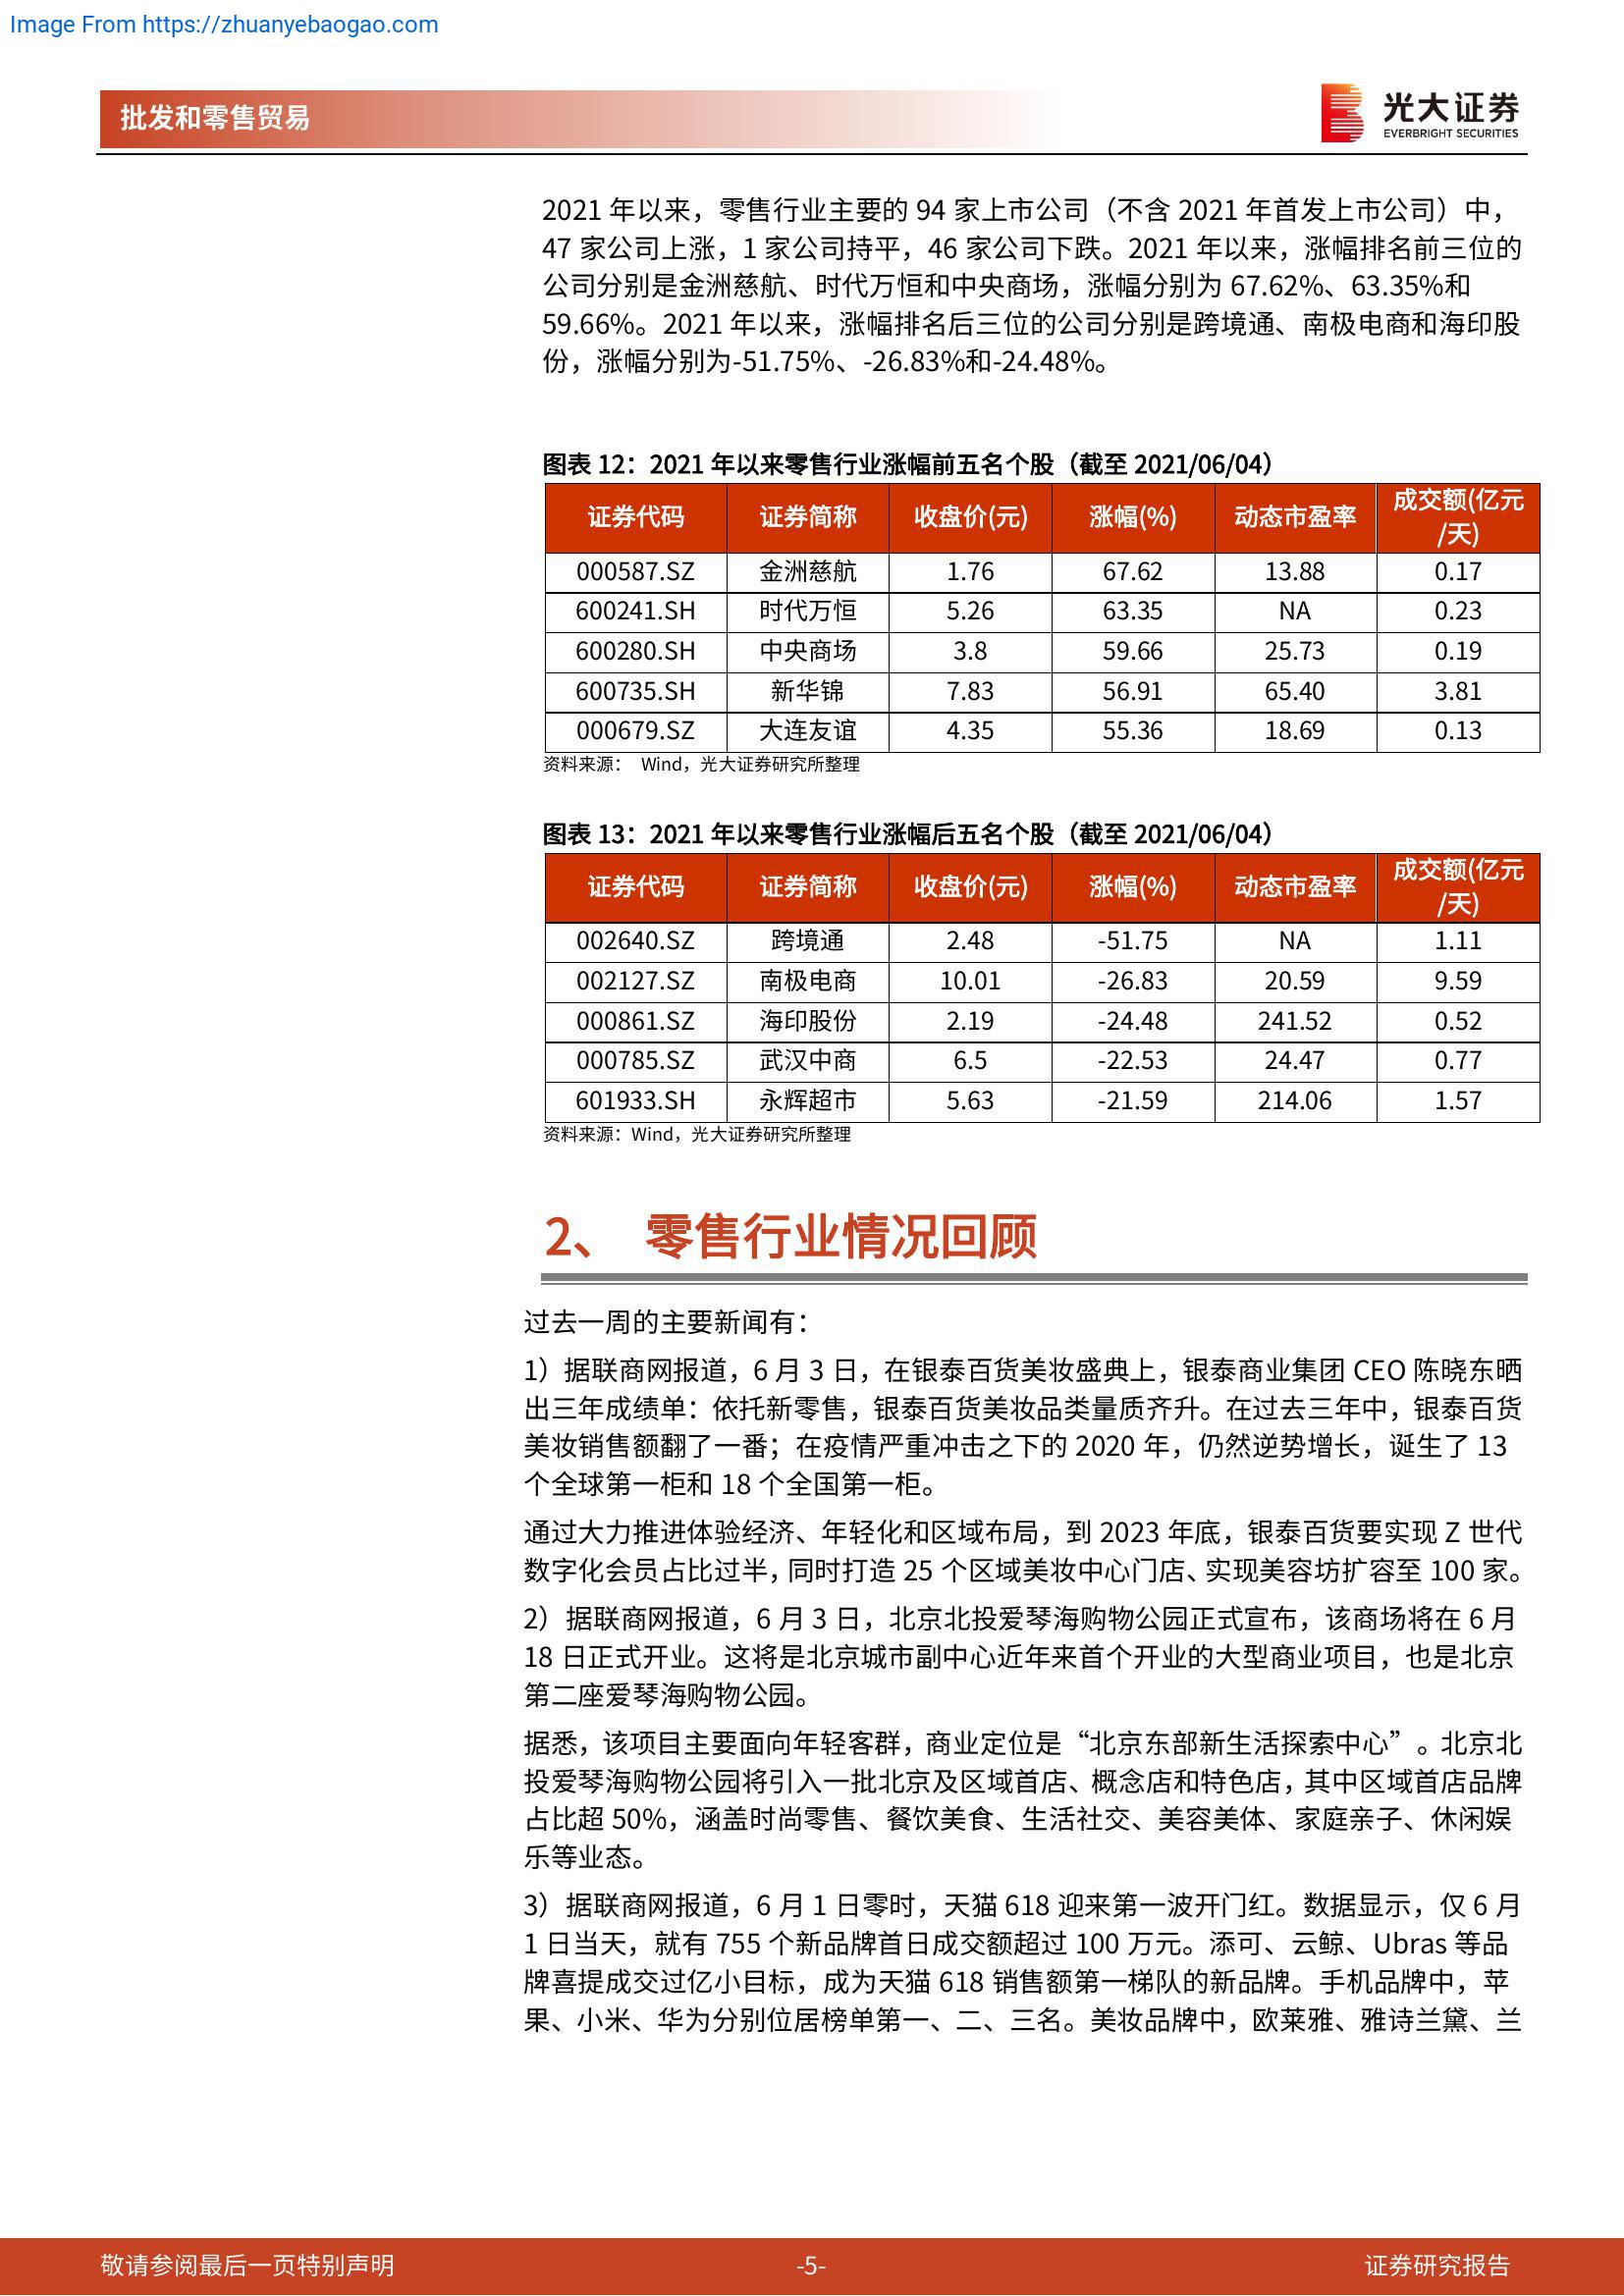 Image From https://zhuanyebaogao.com
批发和零售贸易
光大证券
EVERBRIGHT SECURITIES
2021 年以来，零售行业主要的 94 家上市公司（不含 2021 年首发上市公司）中，
47 家公司上涨，1 家公司持平，46 家公司下跌。2021 年以来，涨幅排名前三位的
公司分别是金洲慈航、时代万恒和中央商场，涨幅分别为 67.62%、63.35%和
59.66%。2021 年以来，涨幅排名后三位的公司分别是跨境通、南极电商和海印股
份，涨幅分别为-51.75%、-26.83%和-24.48%。
图表 12：2021 年以来零售行业涨幅前五名个股（截至 2021/06/04）
证券代码 证券简称 收盘价(元) 涨幅(%) 动态市盈率 成交额(亿元
/天)
000587.SZ 金洲慈航 1.76 67.62 13.88 0.17
600241.SH 时代万恒 5.26 63.35 NA 0.23
600280.SH 中央商场 3.8 59.66 25.73 0.19
600735.SH 新华锦 7.83 56.91 65.40 3.81
000679.SZ 大连友谊 4.35 55.36 18.69 0.13
资料来源： Wind，光大证券研究所整理
图表 13：2021 年以来零售行业涨幅后五名个股（截至 2021/06/04）
证券代码 证券简称 收盘价(元) 涨幅(%) 动态市盈率 成交额(亿元
/天)
002640.SZ 跨境通 2.48 -51.75 NA 1.11
002127.SZ 南极电商 10.01 -26.83 20.59 9.59
000861.SZ 海印股份 2.19 -24.48 241.52 0.52
000785.SZ 武汉中商 6.5 -22.53 24.47 0.77
601933.SH 永辉超市 5.63 -21.59 214.06 1.57
资料来源：Wind，光大证券研究所整理
2、 零售行业情况回顾
过去一周的主要新闻有：
1）据联商网报道，6 月 3 日，在银泰百货美妆盛典上，银泰商业集团 CEO 陈晓东晒
出三年成绩单：依托新零售，银泰百货美妆品类量质齐升。在过去三年中，银泰百货
美妆销售额翻了一番；在疫情严重冲击之下的 2020 年，仍然逆势增长，诞生了 13
个全球第一柜和 18 个全国第一柜。
通过大力推进体验经济、年轻化和区域布局，到 2023 年底，银泰百货要实现 Z 世代
数字化会员占比过半，同时打造 25 个区域美妆中心门店、实现美容坊扩容至 100 家。
2）据联商网报道，6 月 3 日，北京北投爱琴海购物公园正式宣布，该商场将在 6 月
18 日正式开业。这将是北京城市副中心近年来首个开业的大型商业项目，也是北京
第二座爱琴海购物公园。
据悉，该项目主要面向年轻客群，商业定位是“北京东部新生活探索中心”。北京北
投爱琴海购物公园将引入一批北京及区域首店、概念店和特色店，其中区域首店品牌
占比超 50%，涵盖时尚零售、餐饮美食、生活社交、美容美体、家庭亲子、休闲娱
乐等业态。
3）据联商网报道，6 月 1 日零时，天猫 618 迎来第一波开门红。数据显示，仅 6 月
1 日当天，就有 755 个新品牌首日成交额超过 100 万元。添可、云鲸、Ubras 等品
牌喜提成交过亿小目标，成为天猫 618 销售额第一梯队的新品牌。手机品牌中，苹
果、小米、华为分别位居榜单第一、二、三名。美妆品牌中，欧莱雅、雅诗兰黛、兰
敬请参阅最后一页特别声明 -5- 证券研究报告